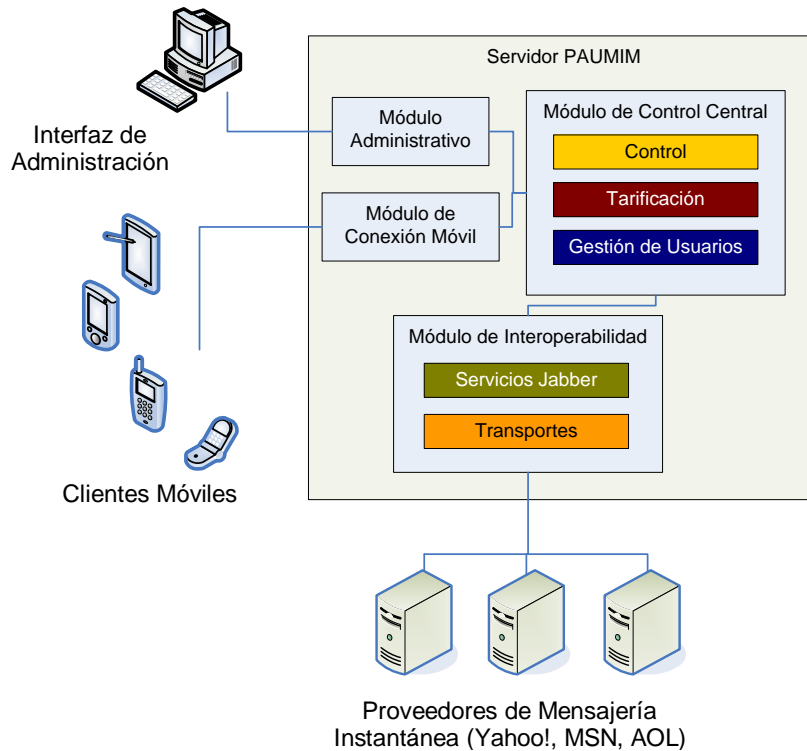 Servidor PAUMIM
Interfaz de
Administración
Módulo
Administrativo
Módulo de Control Central
Control
Tarificación
Gestión de Usuarios
Módulo de
Conexión Móvil
Módulo de Interoperabilidad
Servicios Jabber
Transportes
Clientes Móviles
Proveedores de Mensajería
Instantánea (Yahoo!, MSN, AOL)